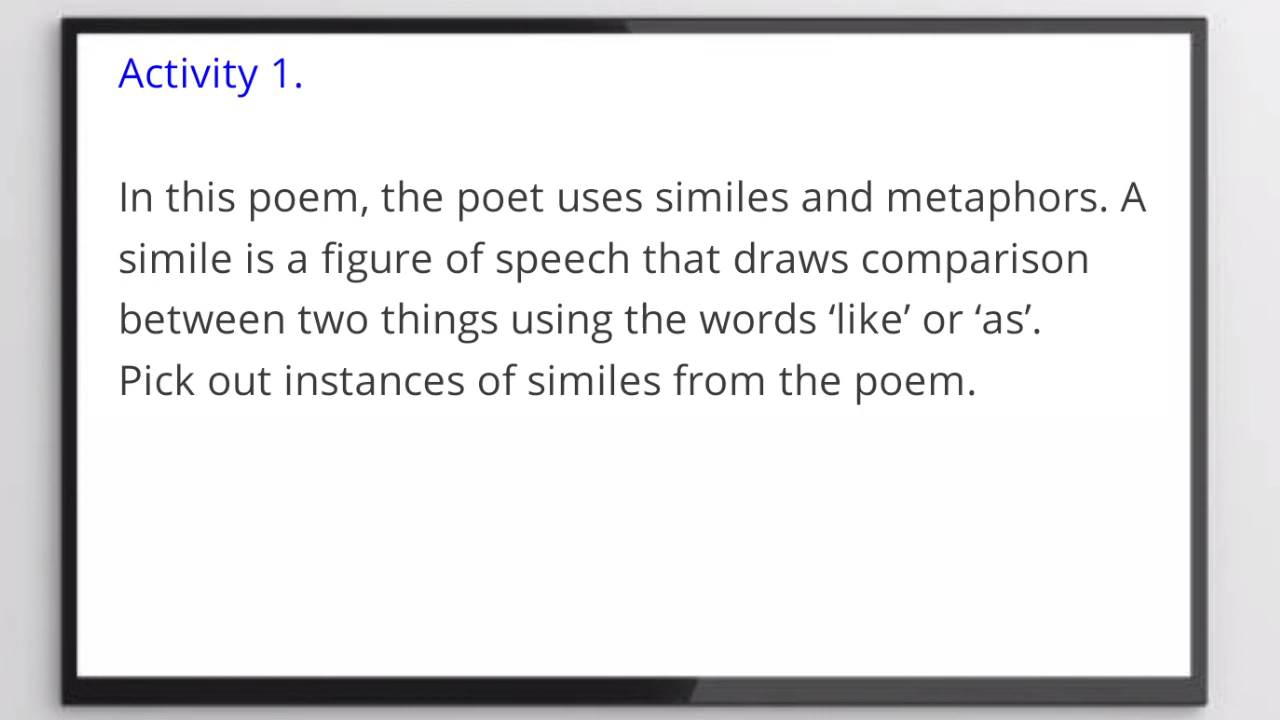 Activity 1.
In this poem, the poet uses similes and metaphors. A
simile is a figure of speech that draws comparison
between two things using the words ‘like’ or ‘as’.
Pick out instances of similes from the poem.